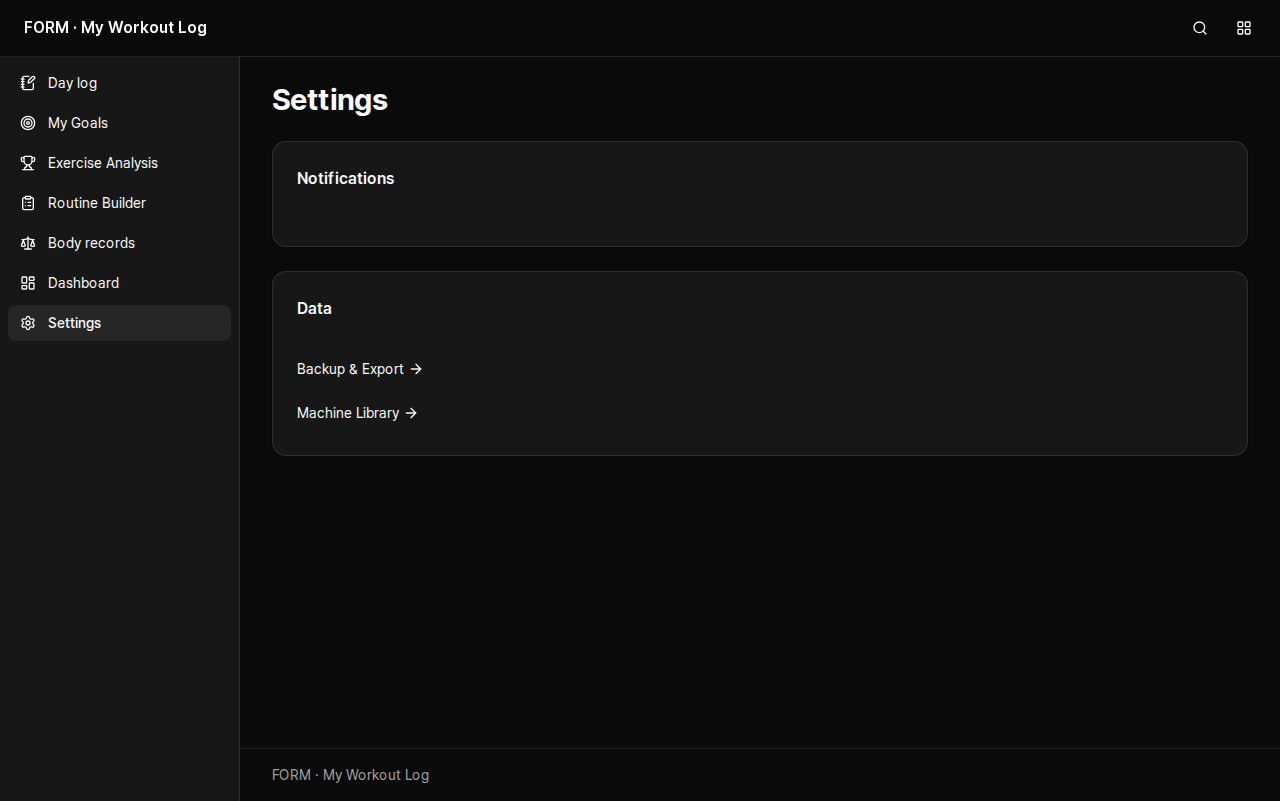 FORM · My Workout Log
Day log
My Goals
Exercise Analysis
Routine Builder
Body records
Dashboard
Settings
Settings
Notifications
Data
Backup & Export
Machine Library
FORM · My Workout Log